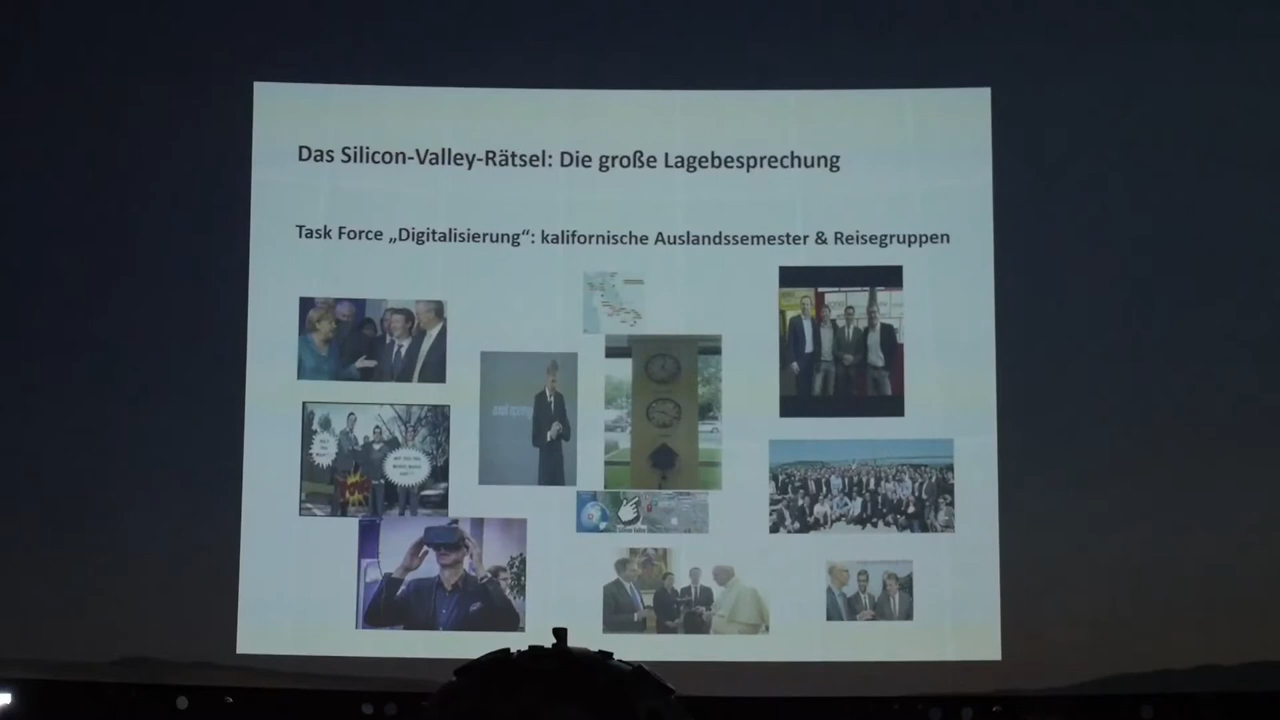 Das Silicon-Valley-Rätsel: Die große Lagebesprechung
Task Force „Digitalisierung“: kalifornische Auslandssemester & Reisegruppen